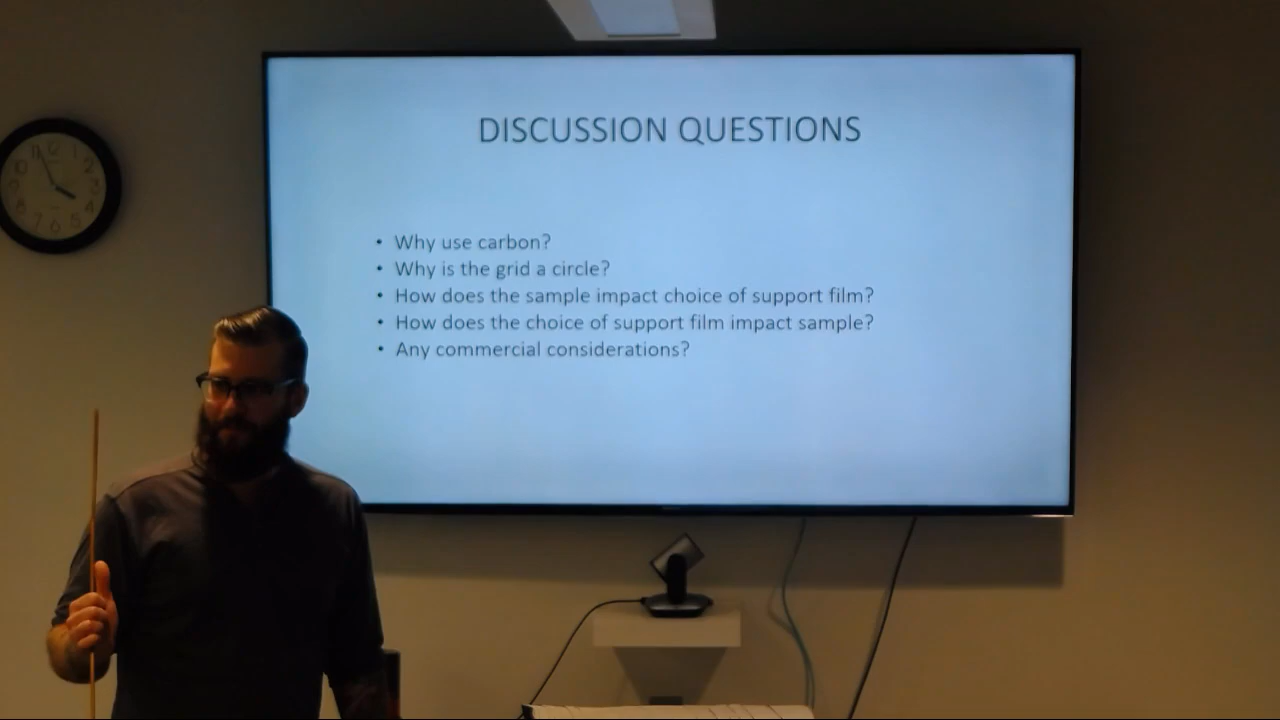 DISCUSSION QUESTIONS
• Why use carbon?
• Why is the grid a circle?
• How does the sample impact choice of support film?
• How does the choice of support film impact sample?
• Any commercial considerations?